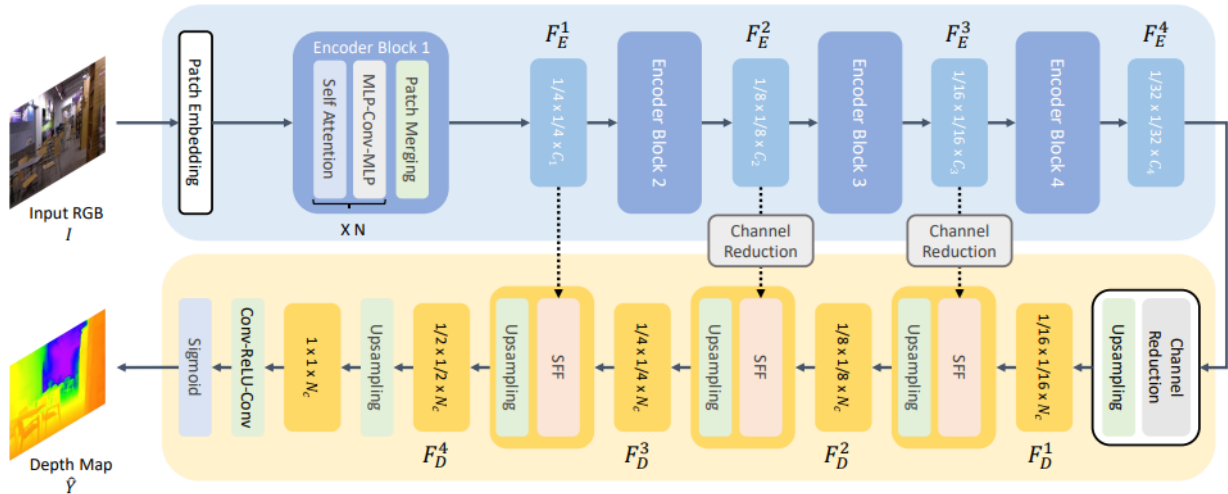 F_E^1
F_E^2
F_E^3
F_E^4
Patch Embedding
Encoder Block 1
Self Attention
MLP-Conv-MLP
Patch Merging
X N
1/4 x 1/4 x C_1
Encoder Block 2
1/8 x 1/8 x C_2
Encoder Block 3
1/16 x 1/16 x C_3
Encoder Block 4
1/32 x 1/32 x C_4
Input RGB
I
Channel
Reduction
Channel
Reduction
Sigmoid
Conv-ReLU-Conv
1 x 1 x N_c
Upsampling
1/2 x 1/2 x N_c
Upsampling
SFF
1/4 x 1/4 x N_c
Upsampling
SFF
1/8 x 1/8 x N_c
Upsampling
SFF
1/16 x 1/16 x N_c
Upsampling
Channel
Reduction
F_D^4
F_D^3
F_D^2
F_D^1
Depth Map
Ŷ